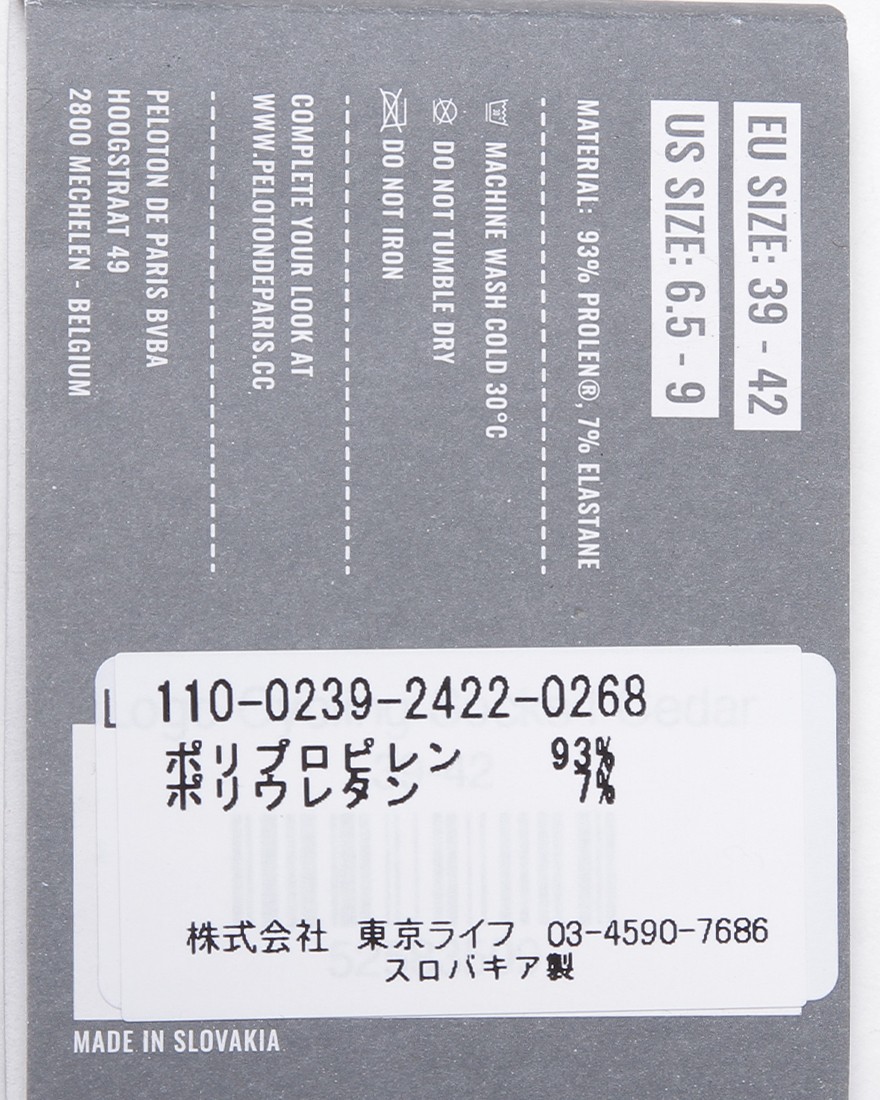 EU SIZE: 39 - 42
US SIZE: 6.5 - 9
MATERIAL: 93% PROLEN®, 7% ELASTANE
MACHINE WASH COLD 30°C
DO NOT TUMBLE DRY
DO NOT IRON
COMPLETE YOUR LOOK AT
WWW.PELOTONDEPARIS.CC
PELOTON DE PARIS BVBA
HOOGSTRAAT 49
2800 MECHELEN - BELGIUM
110-0239-2422-0268
ポリプロピレン 93%
ポリウレタン 7%
株式会社 東京ライフ 03-4590-7686
スロバキア製
MADE IN SLOVAKIA